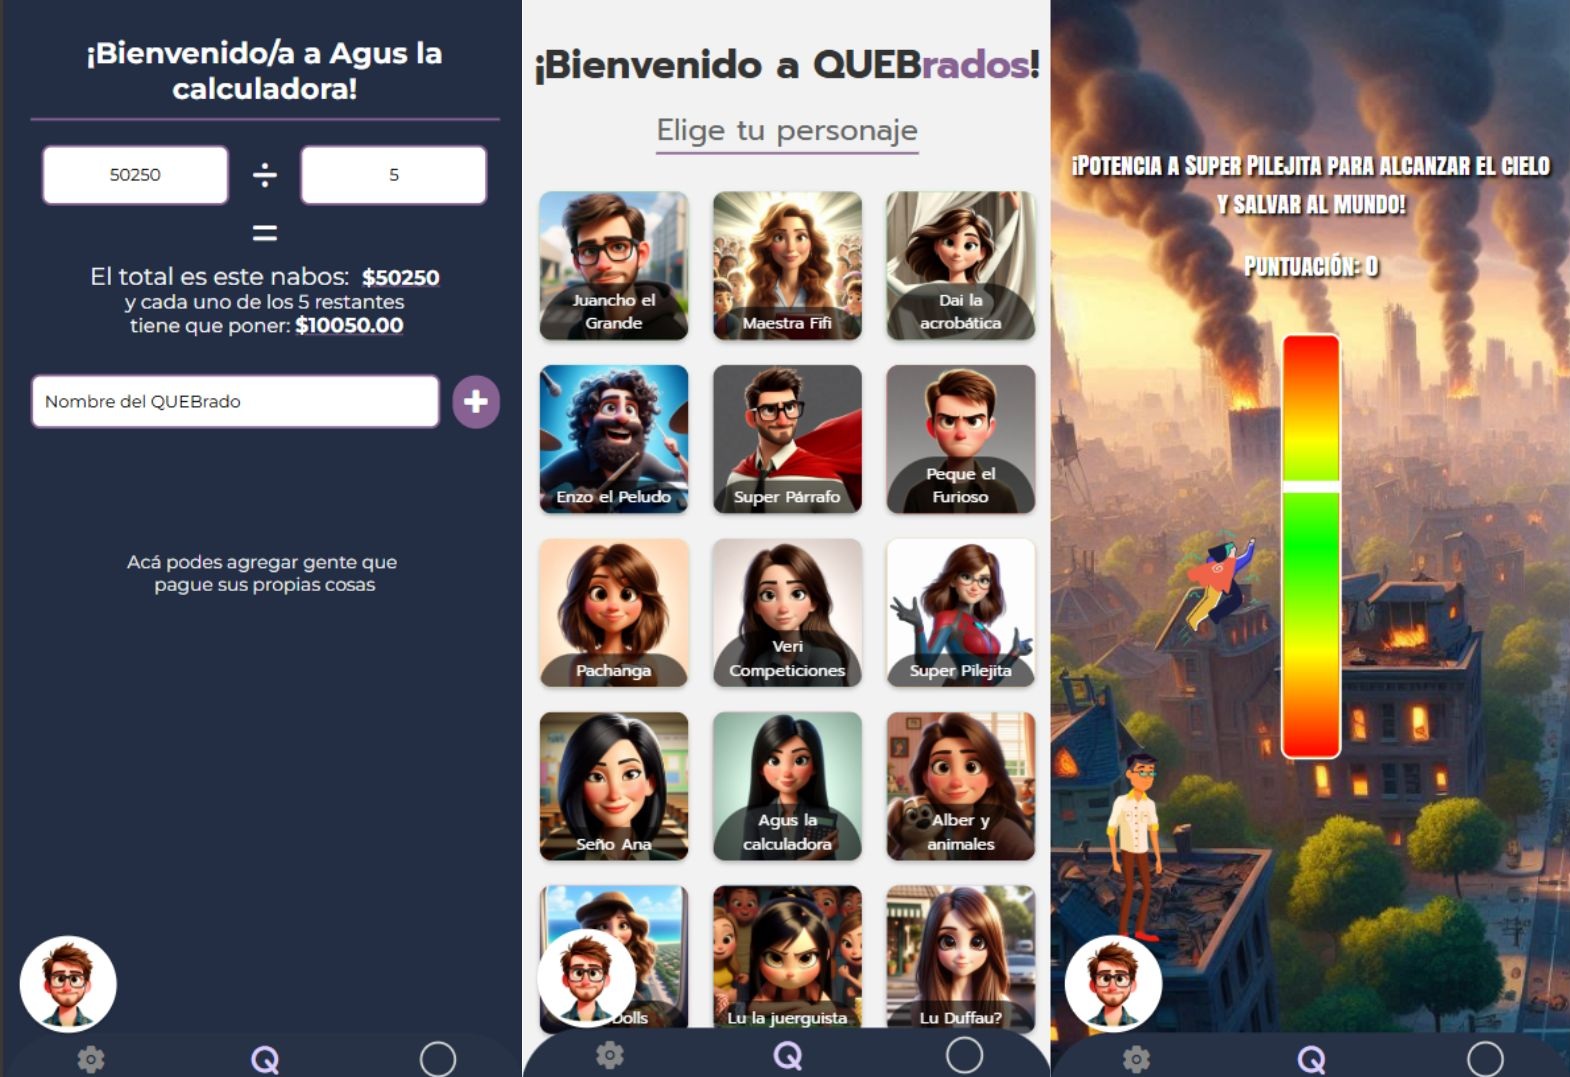 ¡Bienvenido/a a Agus la
calculadora!
50250
÷
5
=
El total es este nabos: $50250
y cada uno de los 5 restantes
tiene que poner: $10050.00
Nombre del QUEBrado
+
Acá podes agregar gente que
pague sus propias cosas
Q
¡Bienvenido a QUEBrados!
Elige tu personaje
Juancho el
Grande
Maestra Fifi
Dai la
acrobática
Enzo el Peludo
Super Párrafo
Peque el
Furioso
Pachanga
Veri
Competiciones
Super Pilejita
Seño Ana
Agus la
calculadora
Alber y
animales
Dolls
Lu la juerguista
Lu Duffau?
Q
¡Potencia a Super Pilejita para alcanzar el cielo
y salvar al mundo!
Puntuación: 0
Q